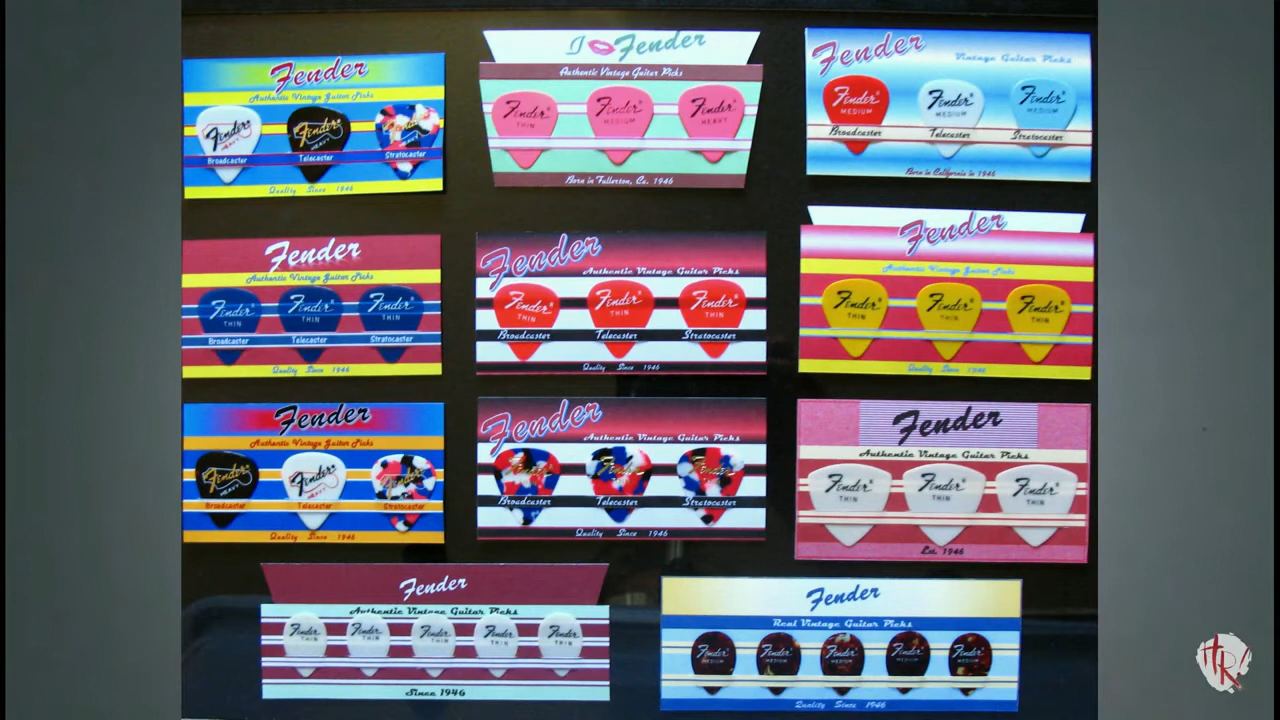 Fender
Authentic Vintage Guitar Picks
Fender HEAVY
Fender HEAVY
Fender
Broadcaster Telecaster Stratocaster
Quality Since 1946
I Fender
Authentic Vintage Guitar Picks
Fender THIN
Fender MEDIUM
Fender HEAVY
Born in Fullerton, Ca. 1946
Fender
Vintage Guitar Picks
Fender MEDIUM
Fender MEDIUM
Fender MEDIUM
Broadcaster Telecaster Stratocaster
Born in California in 1946
Fender
Authentic Vintage Guitar Picks
Fender THIN
Fender THIN
Fender THIN
Broadcaster Telecaster Stratocaster
Quality Since 1946
Fender
Authentic Vintage Guitar Picks
Fender THIN
Fender THIN
Fender THIN
Broadcaster Telecaster Stratocaster
Quality Since 1946
Fender
Authentic Vintage Guitar Picks
Fender THIN
Fender THIN
Fender THIN
Quality Since 1946
Fender
Authentic Vintage Guitar Picks
Fender HEAVY
Fender HEAVY
Fender
Broadcaster Telecaster Stratocaster
Quality Since 1946
Fender
Authentic Vintage Guitar Picks
Fender
Fender
Fender
Broadcaster Telecaster Stratocaster
Quality Since 1946
Fender
Authentic Vintage Guitar Picks
Fender THIN
Fender THIN
Fender THIN
Est. 1946
Fender
Authentic Vintage Guitar Picks
Fender THIN
Fender THIN
Fender THIN
Fender THIN
Fender THIN
Since 1946
Fender
Real Vintage Guitar Picks
Fender MEDIUM
Fender MEDIUM
Fender MEDIUM
Fender MEDIUM
Fender MEDIUM
Quality Since 1946
HR!